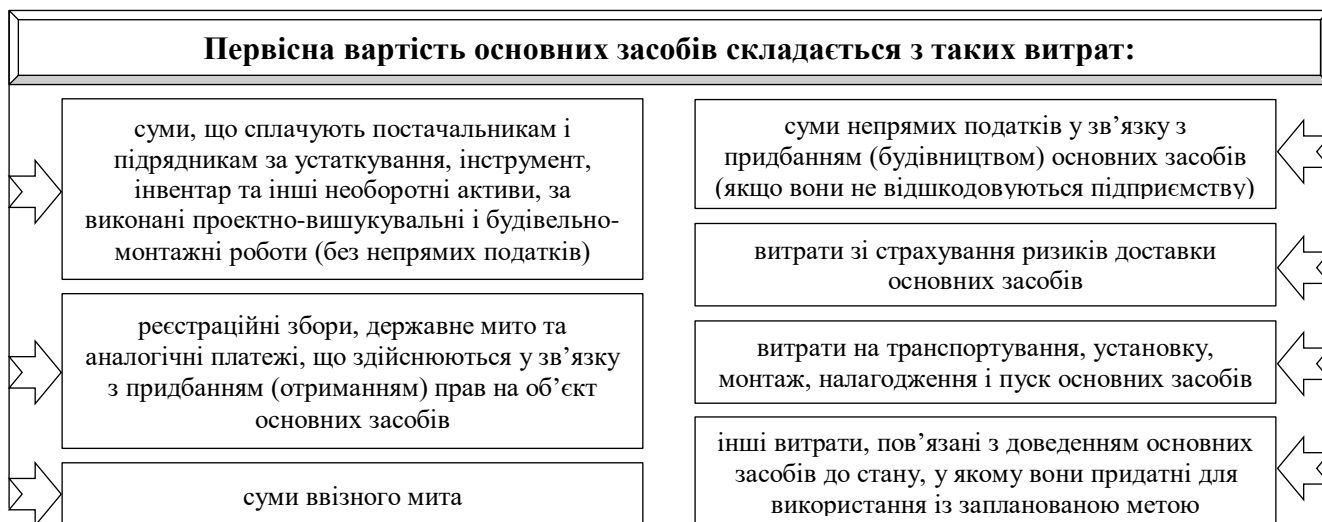 Первісна вартість основних засобів складається з таких витрат:
суми, що сплачують постачальникам і
підрядникам за устаткування, інструмент,
інвентар та інші необоротні активи, за
виконані проектно-вишукувальні і будівельно-
монтажні роботи (без непрямих податків)
реєстраційні збори, державне мито та
аналогічні платежі, що здійснюються у зв’язку
з придбанням (отриманням) прав на об’єкт
основних засобів
суми ввізного мита
суми непрямих податків у зв’язку з
придбанням (будівництвом) основних засобів
(якщо вони не відшкодовуються підприємству)
витрати зі страхування ризиків доставки
основних засобів
витрати на транспортування, установку,
монтаж, налагодження і пуск основних засобів
інші витрати, пов’язані з доведенням основних
засобів до стану, у якому вони придатні для
використання із запланованою метою